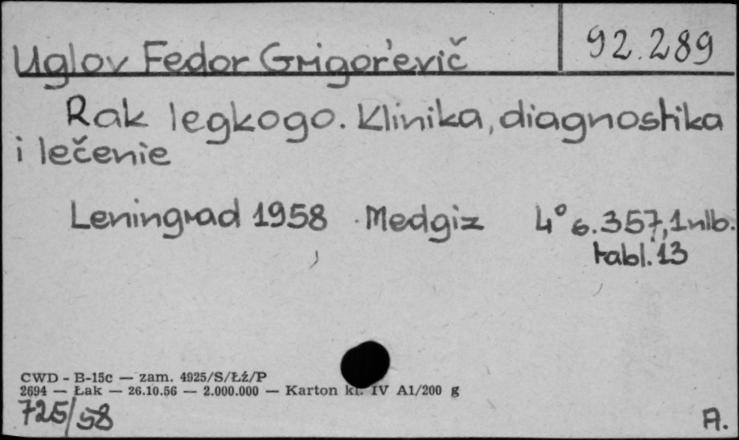 92.289
Uglov Fedor Grigor'evič
Rak legkogo. Klinika, diagnostika
i lečenie
Leningrad 1958 Medgiz 4° s. 357, 1 nlb.
tabl. 13
CWD - B-15c — zam. 4925/S/Łź/P
2694 — Łak — 26.10.56 — 2.000.000 — Karton kl. IV A1/200 g
725/58
A.